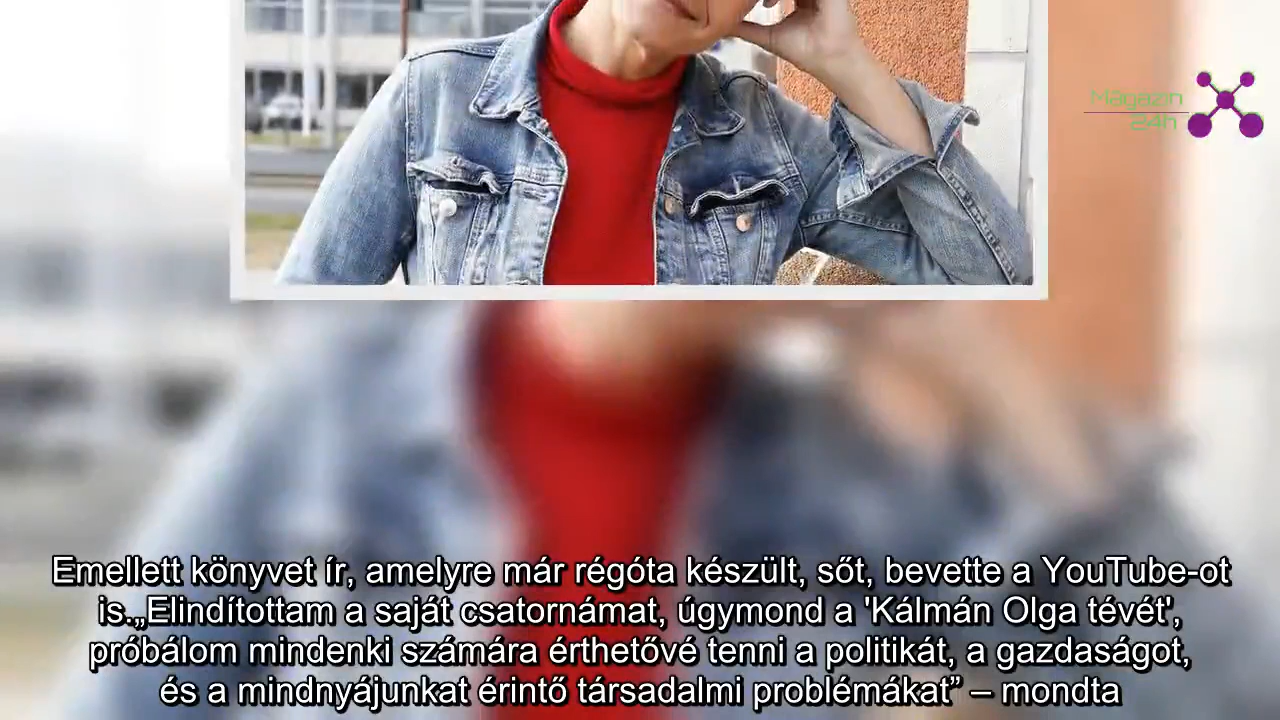 Magazin
24h
Emellett könyvet ír, amelyre már régóta készült, sőt, bevette a YouTube-ot
is.„Elindítottam a saját csatornámat, úgymond a 'Kálmán Olga tévét',
próbálom mindenki számára érthetővé tenni a politikát, a gazdaságot,
és a mindnyájunkat érintő társadalmi problémákat” – mondta